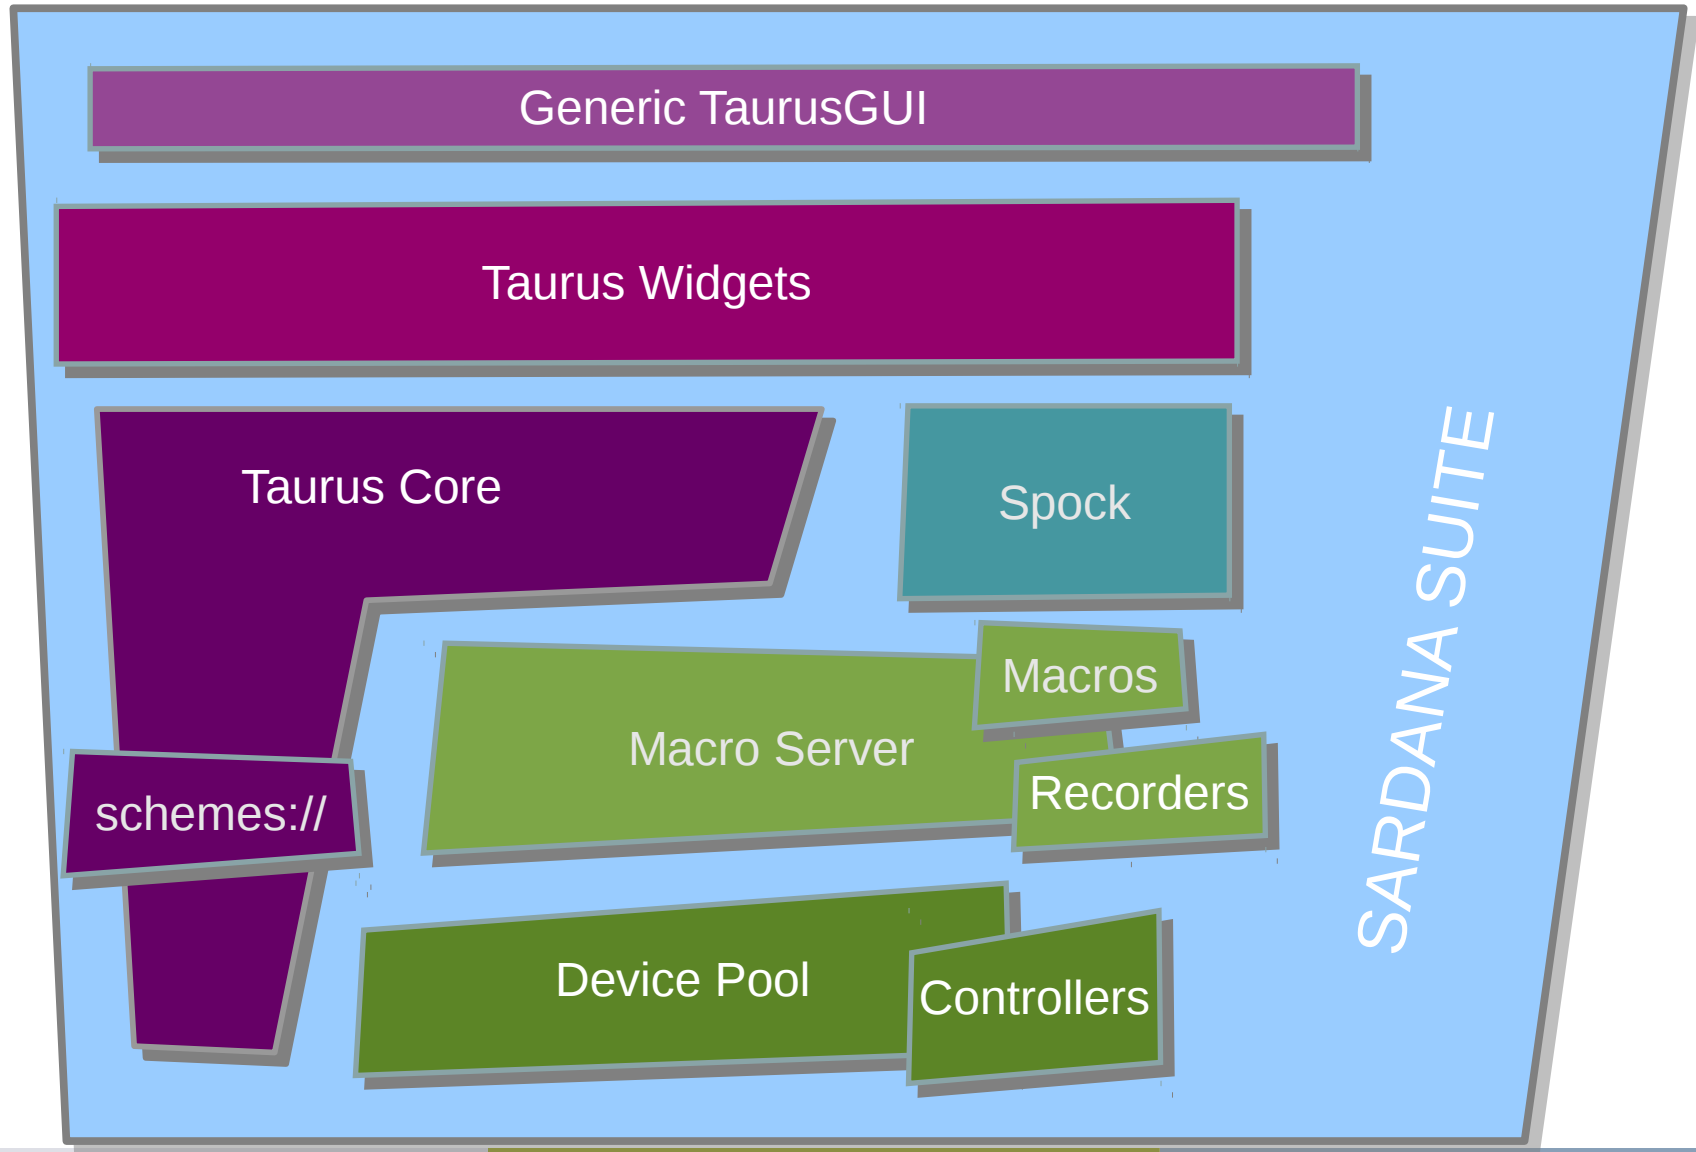 Generic TaurusGUI
Taurus Widgets
Taurus Core
Spock
Macros
Macro Server
Recorders
schemes://
Device Pool
Controllers
SARDANA SUITE